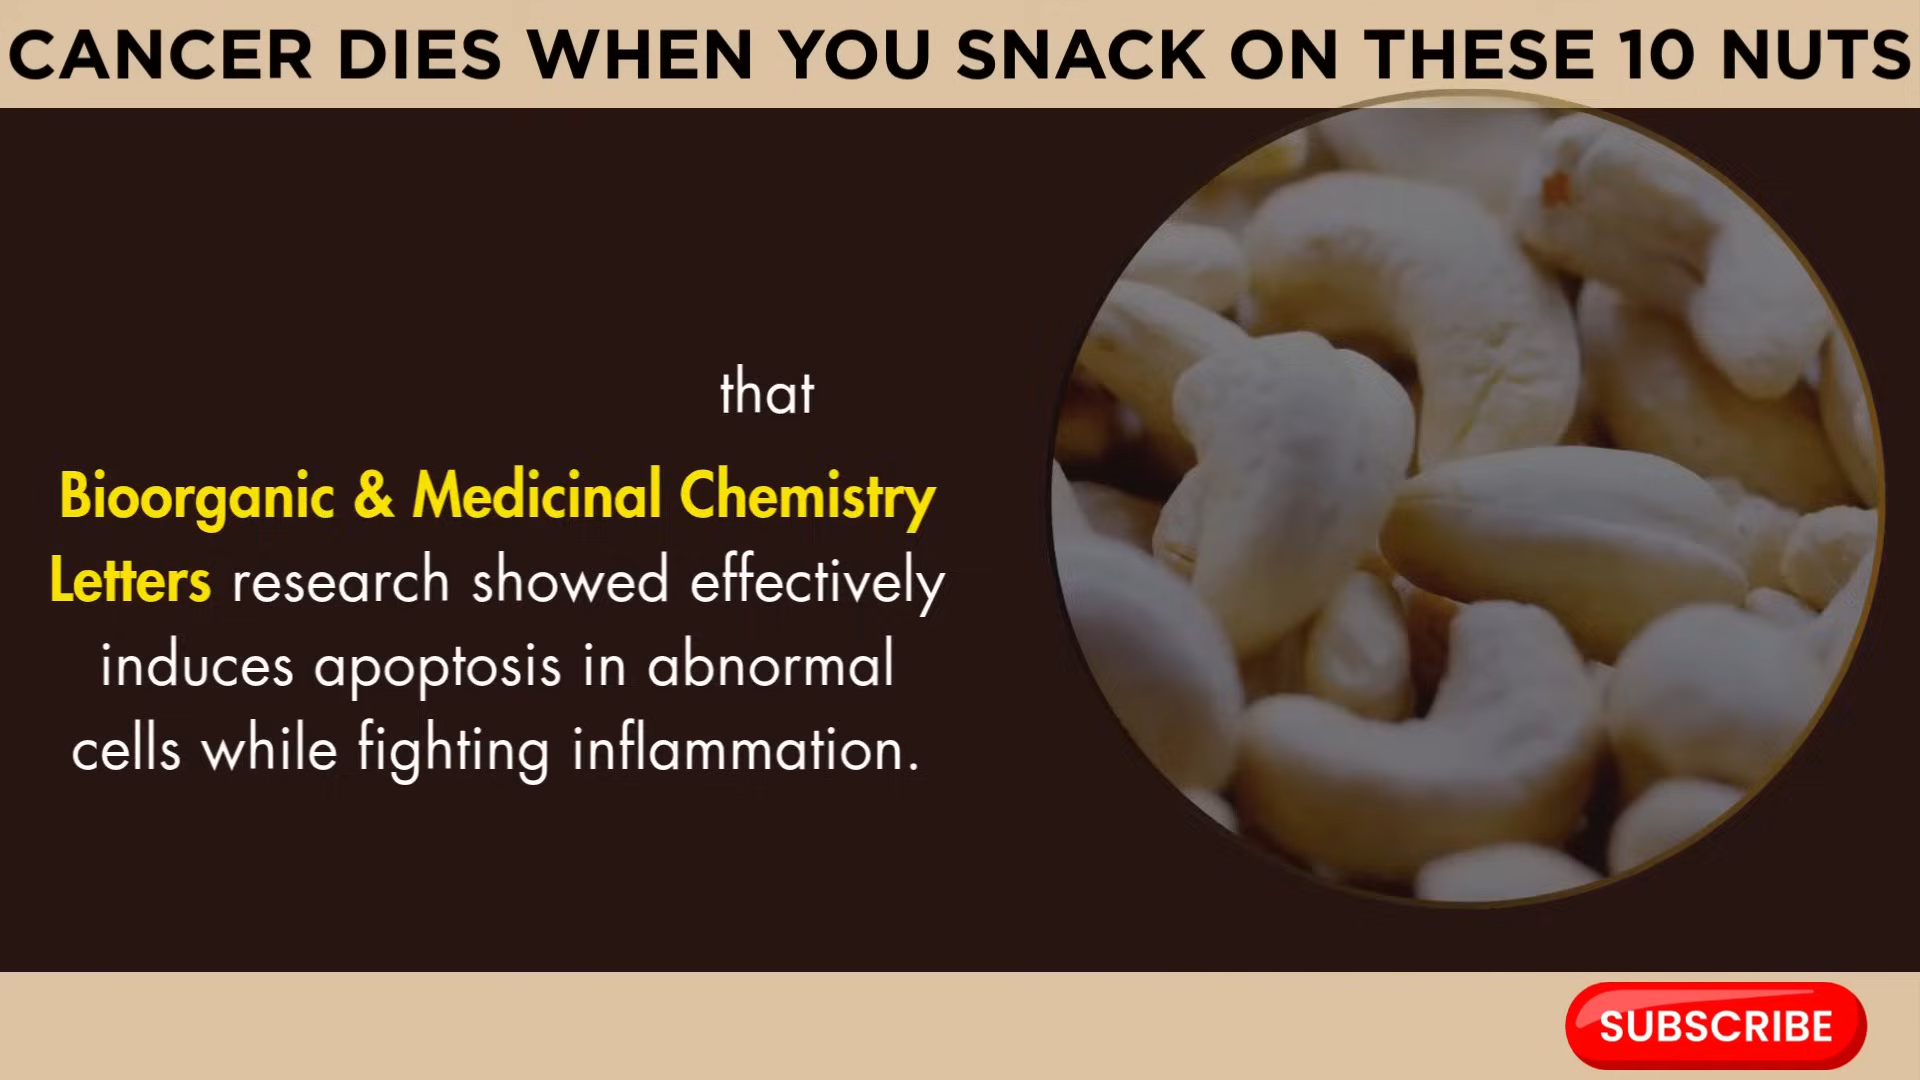 CANCER DIES WHEN YOU SNACK ON THESE 10 NUTS
that
Bioorganic & Medicinal Chemistry
Letters research showed effectively
induces apoptosis in abnormal
cells while fighting inflammation.
SUBSCRIBE